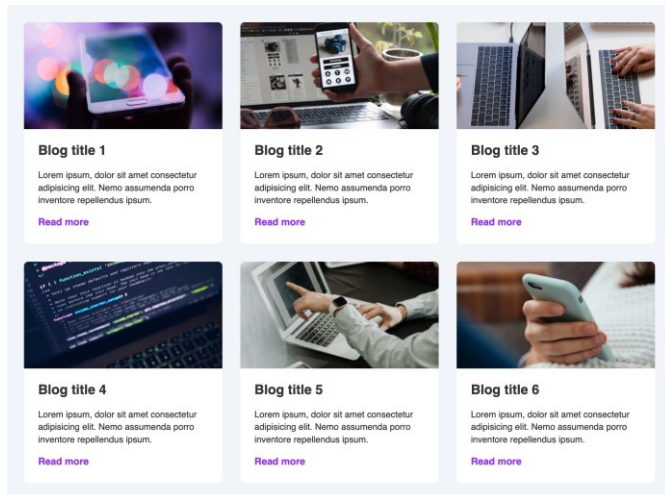 Blog title 1
Lorem ipsum, dolor sit amet consectetur
adipisicing elit. Nemo assumenda porro
inventore repellendus ipsum.
Read more
Blog title 2
Lorem ipsum, dolor sit amet consectetur
adipisicing elit. Nemo assumenda porro
inventore repellendus ipsum.
Read more
Blog title 3
Lorem ipsum, dolor sit amet consectetur
adipisicing elit. Nemo assumenda porro
inventore repellendus ipsum.
Read more
Blog title 4
Lorem ipsum, dolor sit amet consectetur
adipisicing elit. Nemo assumenda porro
inventore repellendus ipsum.
Read more
Blog title 5
Lorem ipsum, dolor sit amet consectetur
adipisicing elit. Nemo assumenda porro
inventore repellendus ipsum.
Read more
Blog title 6
Lorem ipsum, dolor sit amet consectetur
adipisicing elit. Nemo assumenda porro
inventore repellendus ipsum.
Read more